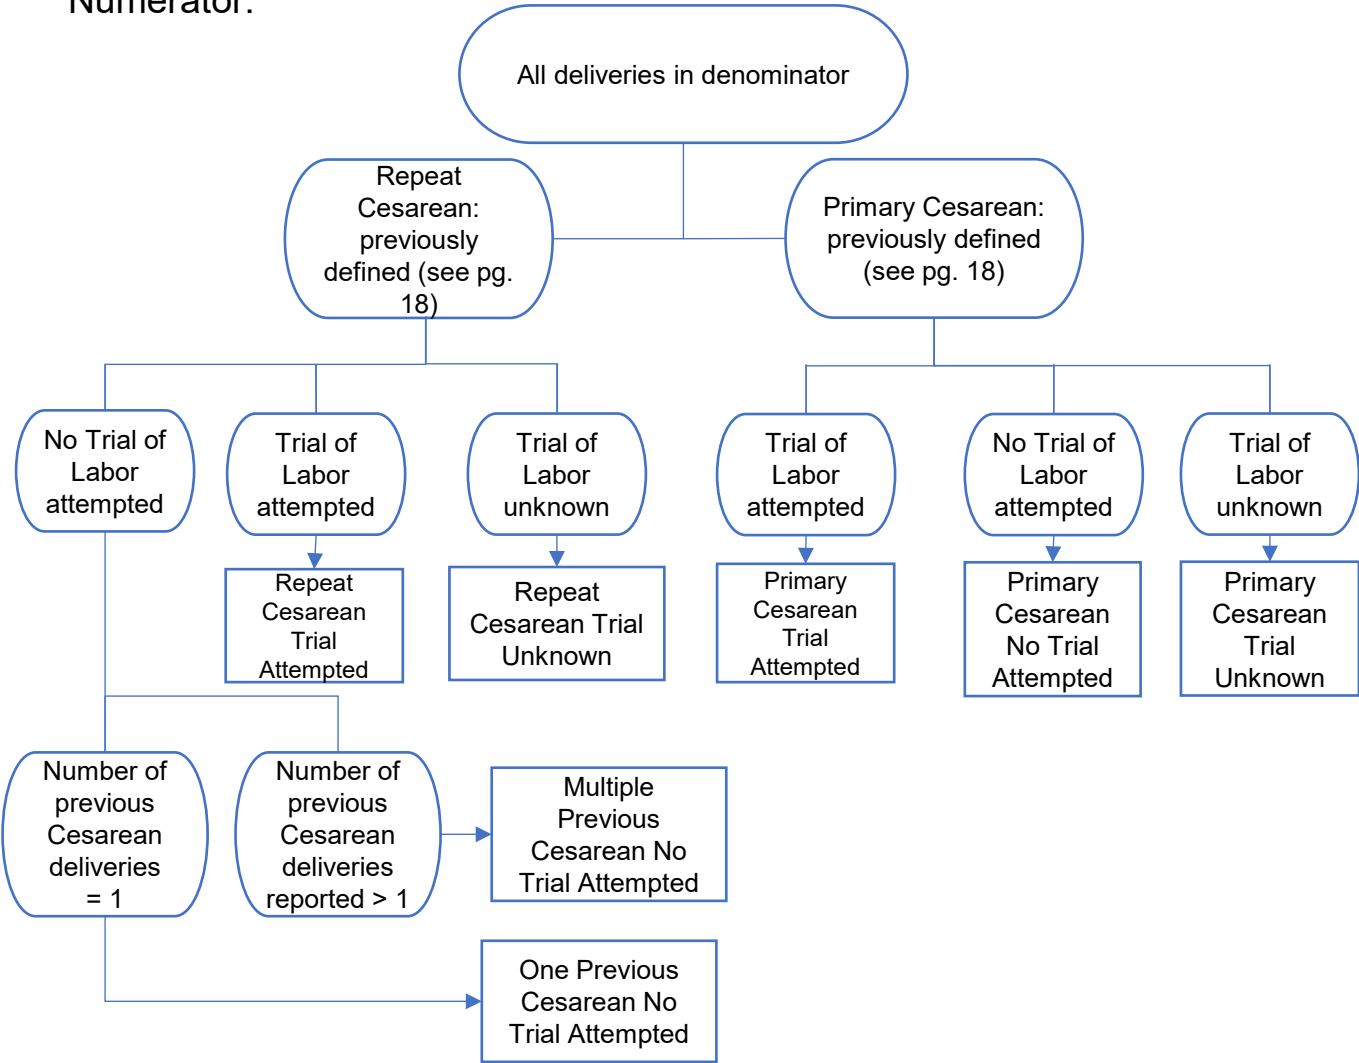 Numerator:
All deliveries in denominator
Repeat
Cesarean:
previously
defined (see pg.
18)
Primary Cesarean:
previously defined
(see pg. 18)
No Trial of
Labor
attempted
Trial of
Labor
attempted
Trial of
Labor
unknown
Trial of
Labor
attempted
No Trial of
Labor
attempted
Trial of
Labor
unknown
Repeat
Cesarean
Trial
Attempted
Repeat
Cesarean Trial
Unknown
Primary
Cesarean
Trial
Attempted
Primary
Cesarean
No Trial
Attempted
Primary
Cesarean
Trial
Unknown
Number of
previous
Cesarean
deliveries
= 1
Number of
previous
Cesarean
deliveries
reported > 1
Multiple
Previous
Cesarean No
Trial Attempted
One Previous
Cesarean No
Trial Attempted